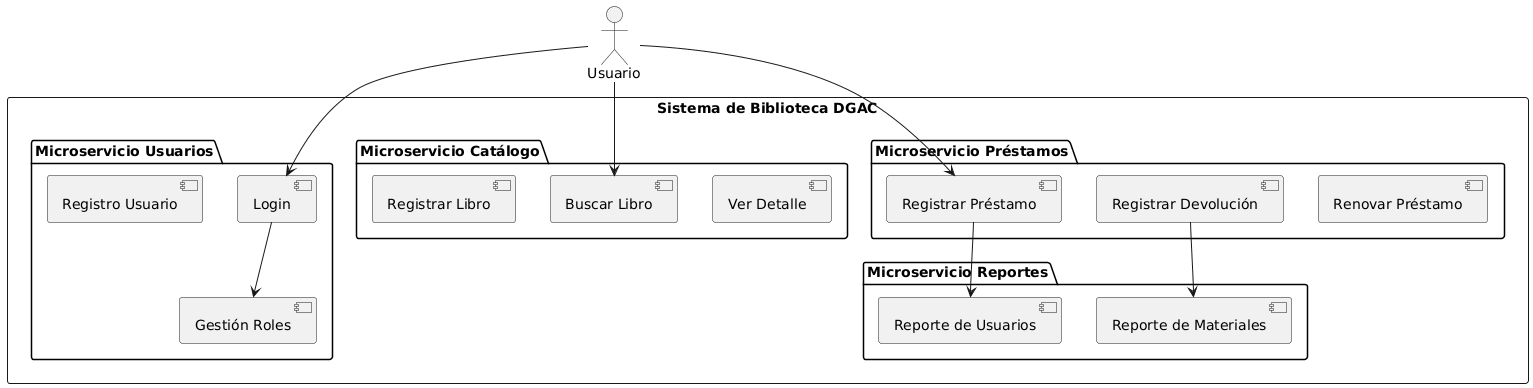 Usuario
Sistema de Biblioteca DGAC
Microservicio Usuarios
Registro Usuario
Login
Gestión Roles
Microservicio Catálogo
Registrar Libro
Buscar Libro
Ver Detalle
Microservicio Préstamos
Registrar Préstamo
Registrar Devolución
Renovar Préstamo
Microservicio Reportes
Reporte de Usuarios
Reporte de Materiales